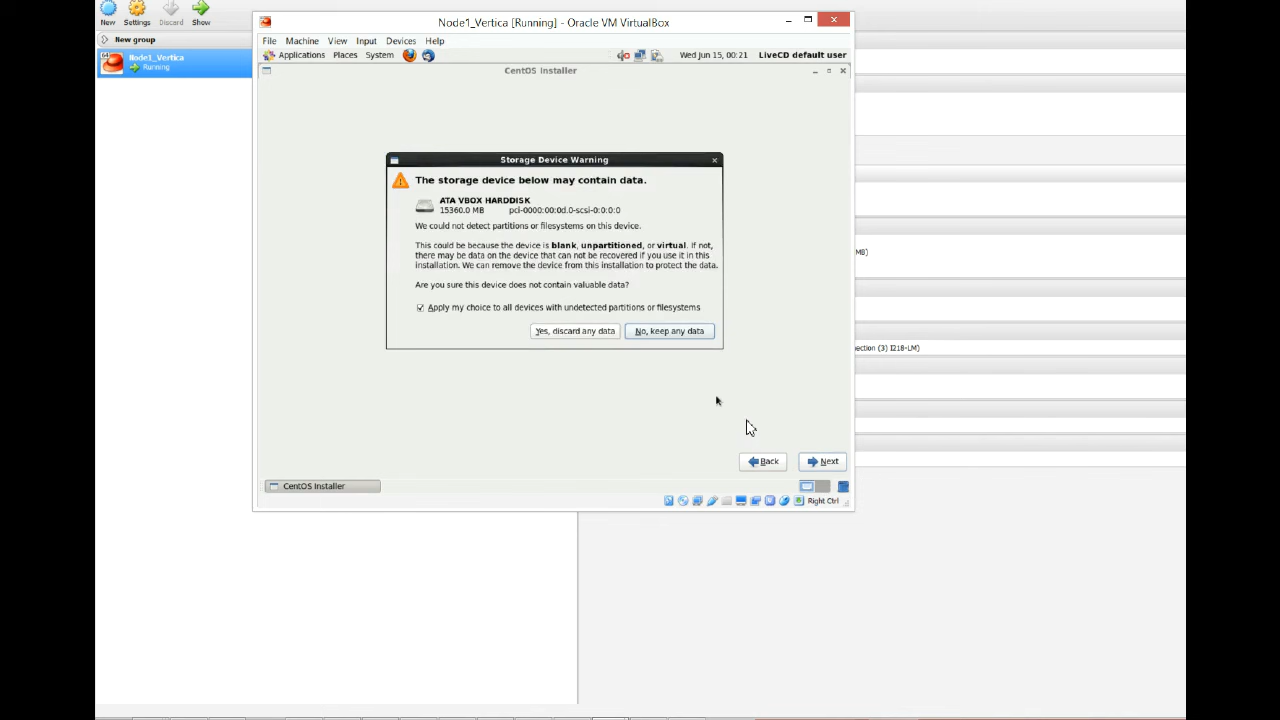 New Settings Discard Show
New group
64
Node1_Vertica
Running
Node1_Vertica [Running] - Oracle VM VirtualBox
File Machine View Input Devices Help
Applications Places System Wed Jun 15, 00:21 LiveCD default user
CentOS Installer
Storage Device Warning
The storage device below may contain data.
ATA VBOX HARDDISK
15360.0 MB pci-0000:00:0d.0-scsi-0:0:0:0
We could not detect partitions or filesystems on this device.
This could be because the device is blank, unpartitioned, or virtual. If not,
there may be data on the device that can not be recovered if you use it in this
installation. We can remove the device from this installation to protect the data.
Are you sure this device does not contain valuable data?
Apply my choice to all devices with undetected partitions or filesystems
Yes, discard any data No, keep any data
MB)
ection (3) I218-LM)
Back Next
CentOS Installer
Right Ctrl